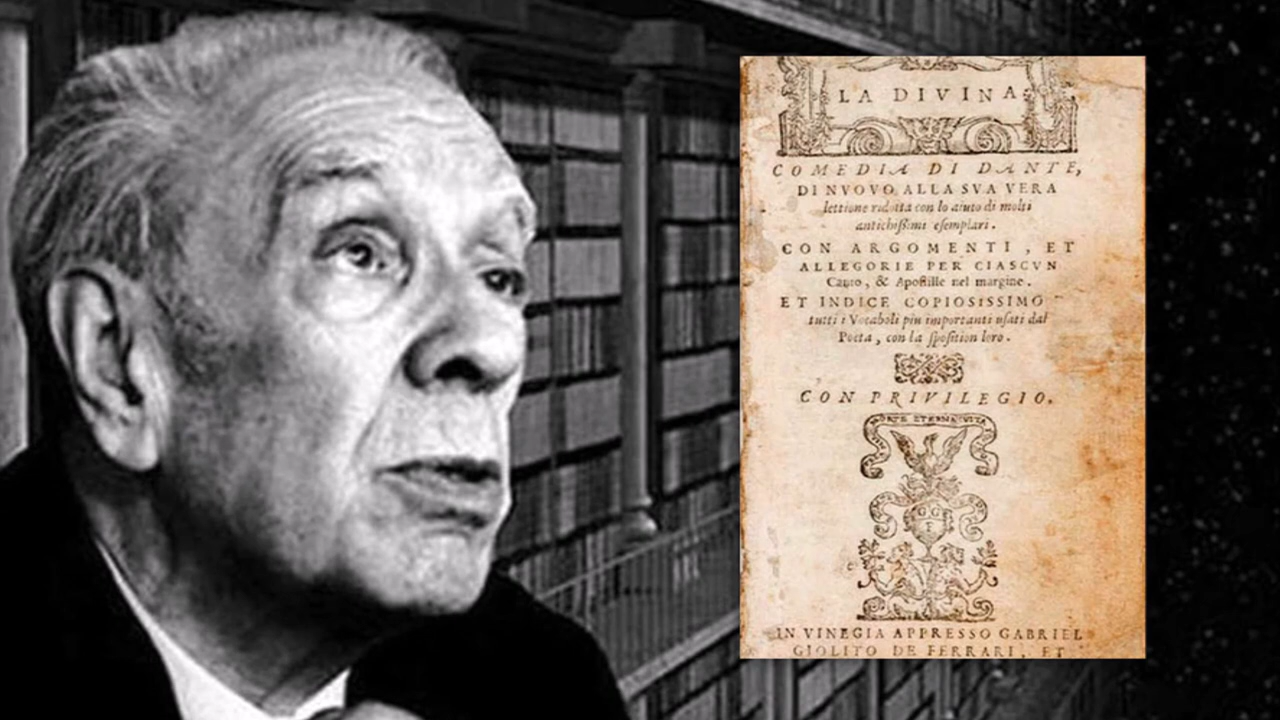 LA DIVINA
COMEDIA DI DANTE,
DI NVOVO ALLA SVA VERA
lettione ridotta con lo aiuto di molti
antichißimi esemplari.
CON ARGOMENTI, ET
ALLEGORIE PER CIASCVN
Canto, & Apostille nel margine.
ET INDICE COPIOSISSIMO
tutti i Vocaboli piu importanti usati dal
Poeta, con la sposition loro.
CON PRIVILEGIO.
G G
F
IN VINEGIA APPRESSO GABRIEL
GIOLITO DE FERRARI, ET